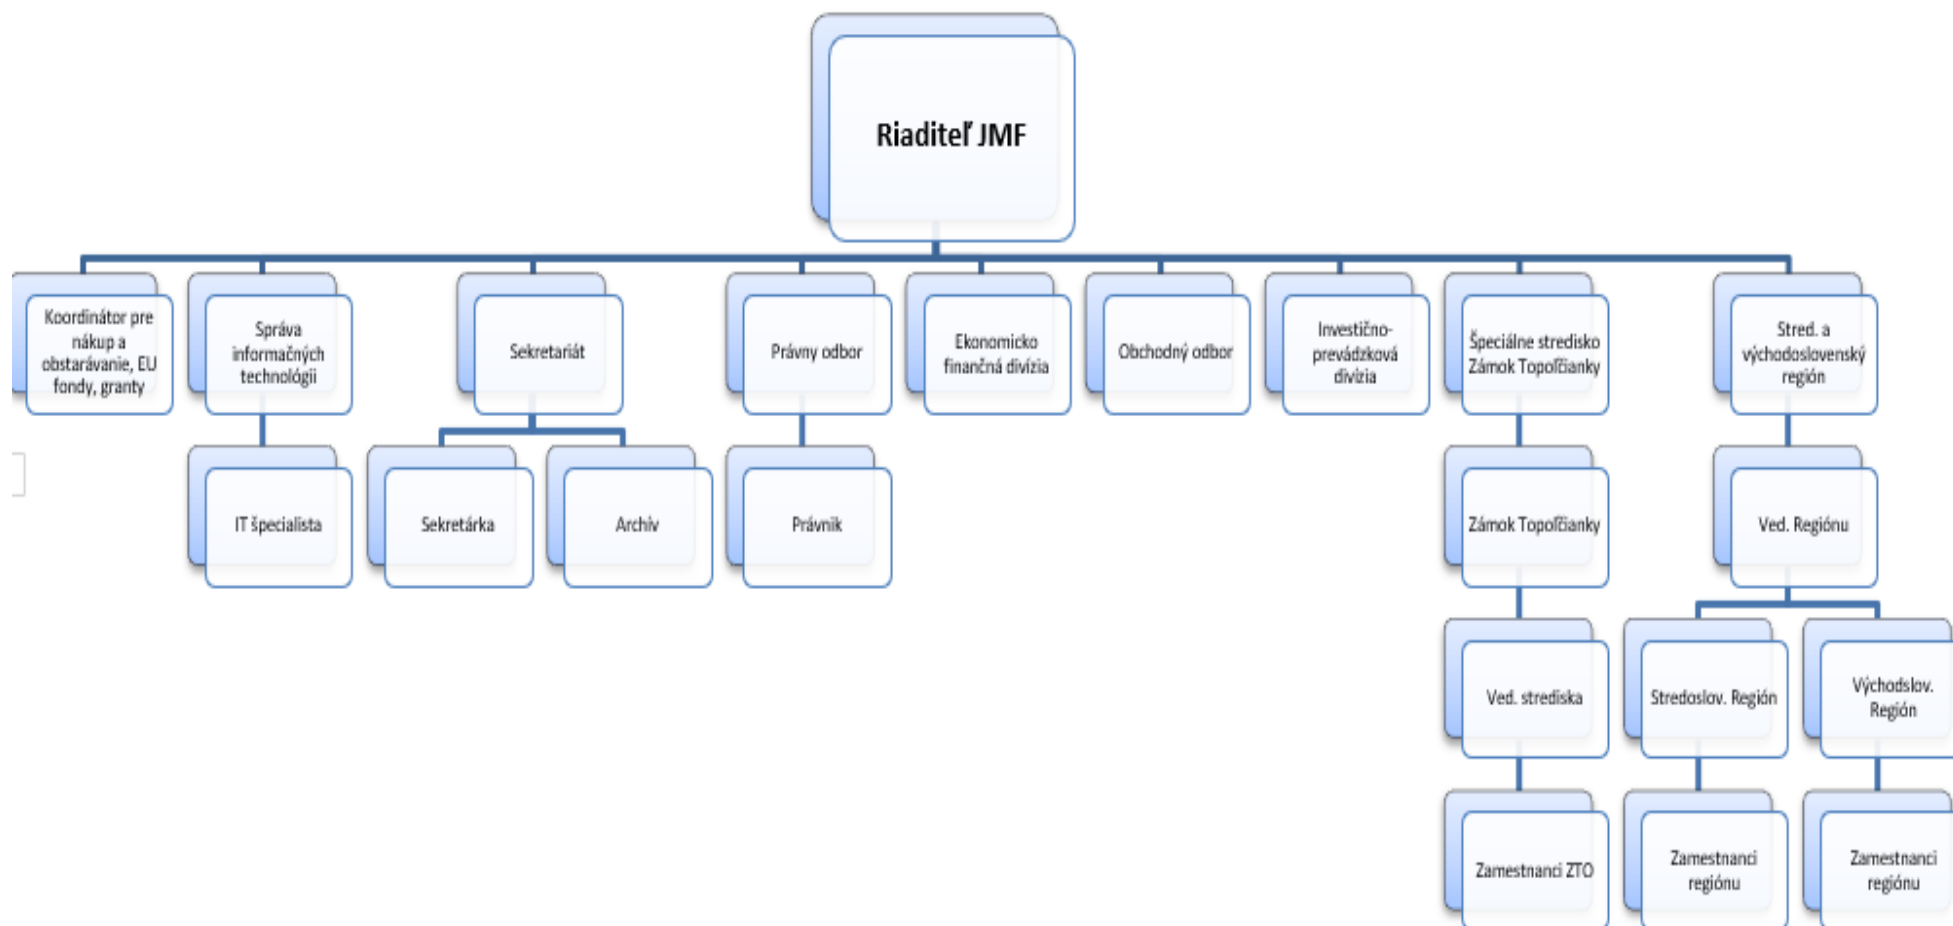 Riaditeľ JMF
Koordinátor pre
nákup a
obstarávanie, EU
fondy, granty
Správa
informačných
technológii
Sekretariát
Právny odbor
Ekonomicko
finančná divízia
Obchodný odbor
Investično-
prevádzková
divízia
Špeciálne stredisko
Zámok Topoľčianky
Stred. a
východoslovenský
región
IT špecialista
Sekretárka
Archív
Právnik
Zámok Topoľčianky
Ved. Regiónu
Ved. strediska
Stredoslov. Región
Východslov.
Región
Zamestnanci ZTO
Zamestnanci
regiónu
Zamestnanci
regiónu